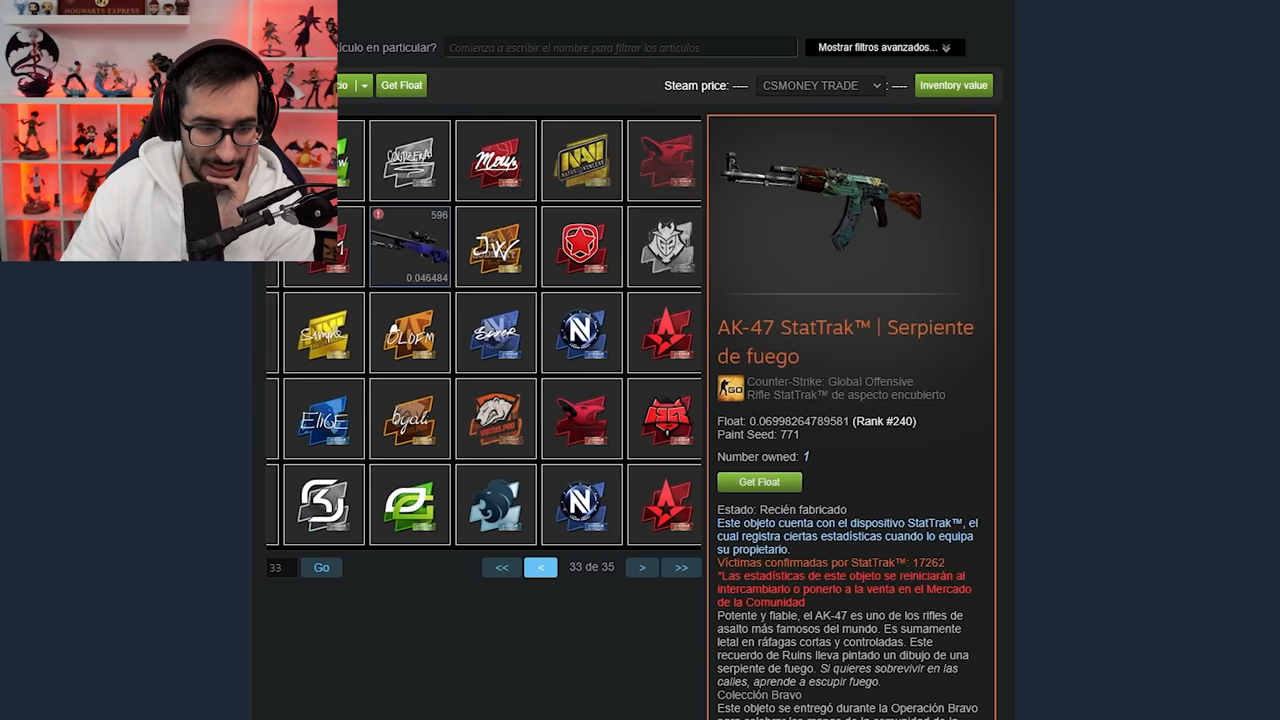 HOGWARTS EXPRESS
tículo en particular?
Comienza a escribir el nombre para filtrar los artículos
Mostrar filtros avanzados...
cio
Get Float
Steam price: ----
CSMONEY TRADE
: ----
Inventory value
596
0.046484
AK-47 StatTrak™ | Serpiente
de fuego
GO
Counter-Strike: Global Offensive
Rifle StatTrak™ de aspecto encubierto
Float: 0.06998264789581 (Rank #240)
Paint Seed: 771
Number owned: 1
Get Float
Estado: Recién fabricado
Este objeto cuenta con el dispositivo StatTrak™, el
cual registra ciertas estadísticas cuando lo equipa
su propietario.
Víctimas confirmadas por StatTrak™: 17262
*Las estadísticas de este objeto se reiniciarán al
intercambiarlo o ponerlo a la venta en el Mercado
de la Comunidad
Potente y fiable, el AK-47 es uno de los rifles de
asalto más famosos del mundo. Es sumamente
letal en ráfagas cortas y controladas. Este
recuerdo de Ruins lleva pintado un dibujo de una
serpiente de fuego. Si quieres sobrevivir en las
calles, aprende a escupir fuego.
Colección Bravo
Este objeto se entregó durante la Operación Bravo
33
Go
<<
<
33 de 35
>
>>